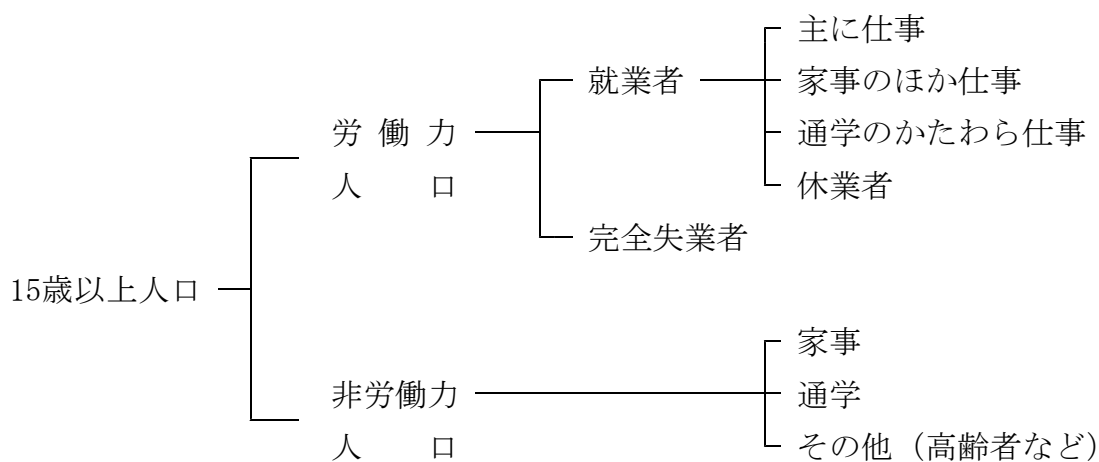 主に仕事
就業者
家事のほか仕事
労働力
人口
通学のかたわら仕事
休業者
完全失業者
15歳以上人口
家事
非労働力
人口
通学
その他（高齢者など）